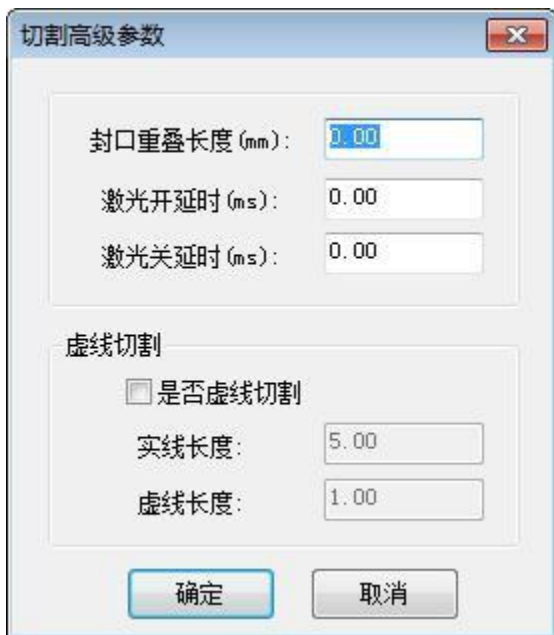 切割高级参数
封口重叠长度(mm): 0.00
激光开延时(ms): 0.00
激光关延时(ms): 0.00
虚线切割
是否虚线切割
实线长度: 5.00
虚线长度: 1.00
确定 取消